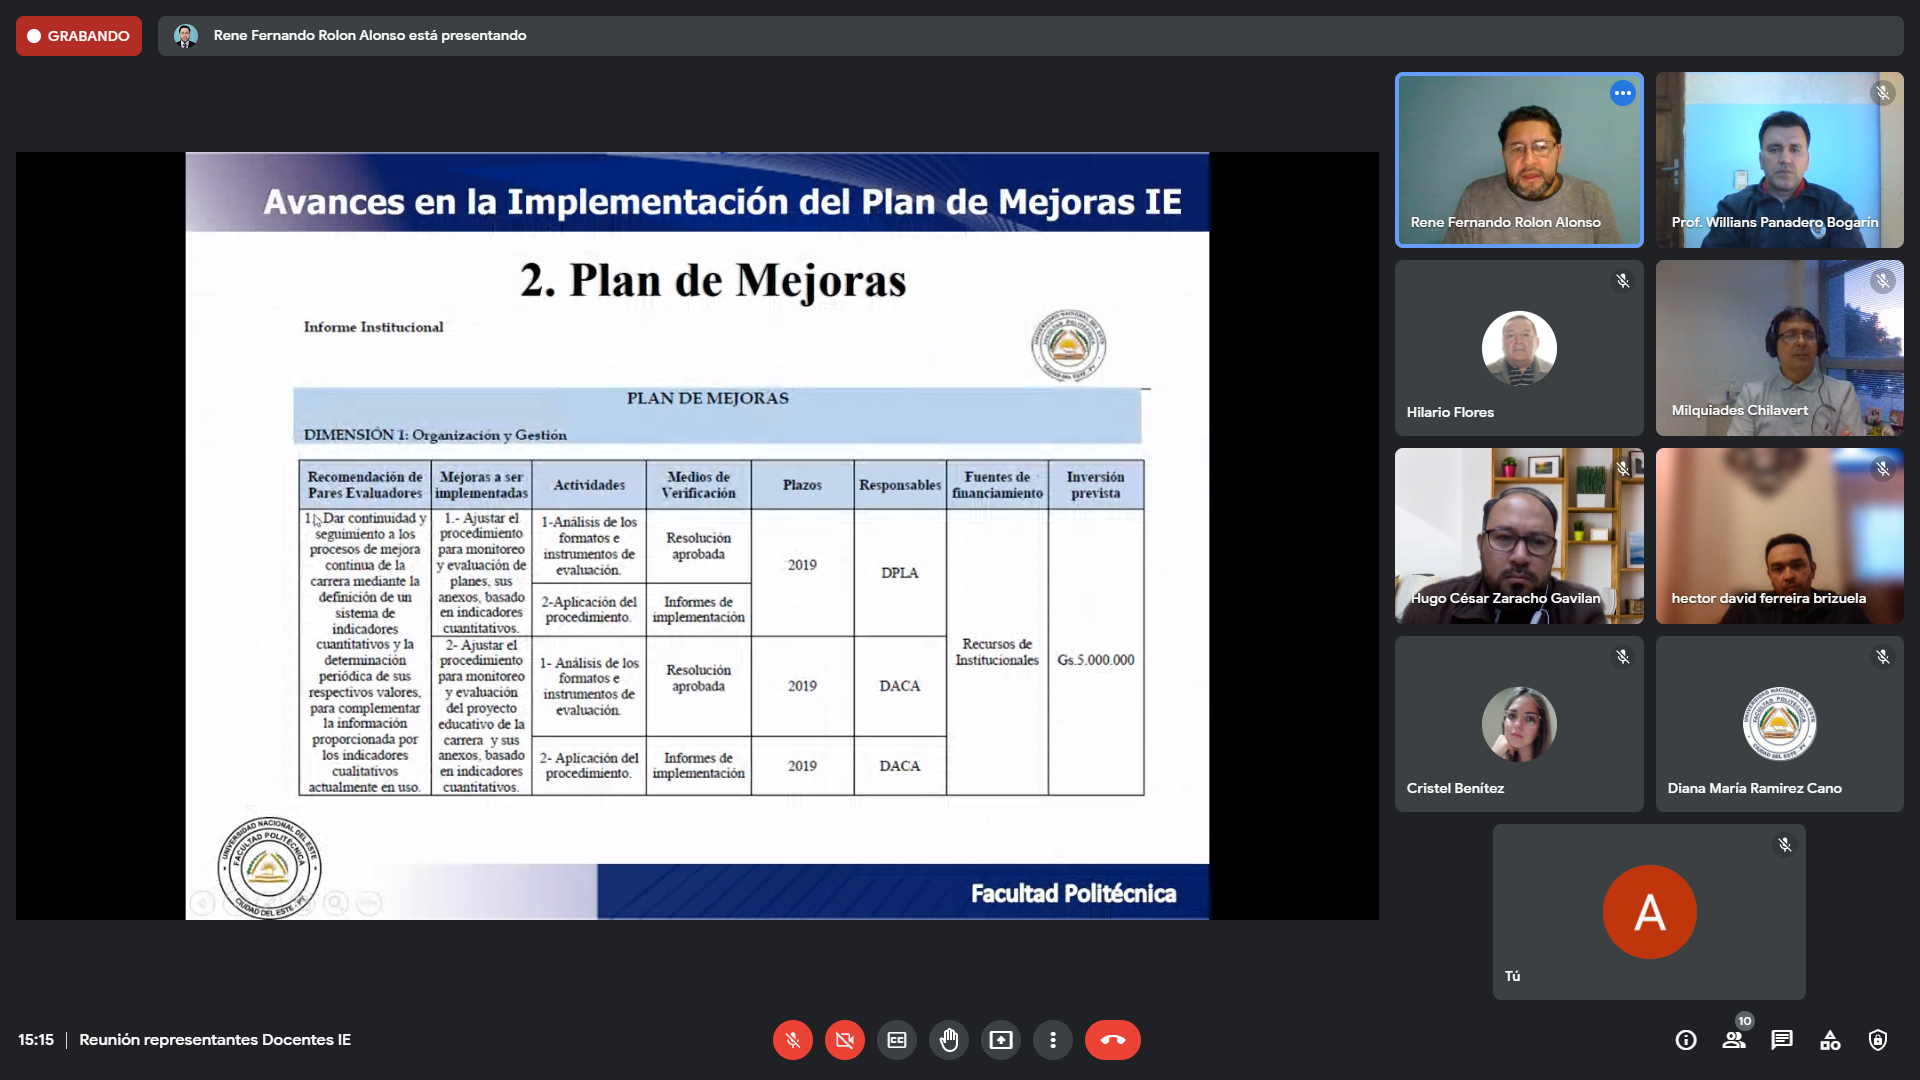 GRABANDO
Rene Fernando Rolon Alonso está presentando
Avances en la Implementación del Plan de Mejoras IE
2. Plan de Mejoras
Informe Institucional
PLAN DE MEJORAS
DIMENSIÓN 1: Organización y Gestión
Recomendación de
Pares Evaluadores
Mejoras a ser
implementadas
Actividades
Medios de
Verificación
Plazos
Responsables
Fuentes de
financiamiento
Inversión
prevista
1. Dar continuidad y
seguimiento a los
procesos de mejora
continua de la
carrera mediante la
definición de un
sistema de
indicadores
cuantitativos y la
determinación
periódica de sus
respectivos valores,
para complementar
la información
proporcionada por
los indicadores
cualitativos
actualmente en uso.
1.- Ajustar el
procedimiento
para monitoreo
y evaluación de
planes, sus
anexos, basado
en indicadores
cuantitativos.
1-Análisis de los
formatos e
instrumentos de
evaluación.
Resolución
aprobada
2019
DPLA
2-Aplicación del
procedimiento.
Informes de
implementación
2- Ajustar el
procedimiento
para monitoreo
y evaluación
del proyecto
educativo de la
carrera y sus
anexos, basado
en indicadores
cuantitativos.
1- Análisis de los
formatos e
instrumentos de
evaluación.
Resolución
aprobada
2019
DACA
2- Aplicación del
procedimiento.
Informes de
implementación
2019
DACA
Recursos de
Institucionales
Gs.5.000.000
UNIVERSIDAD NACIONAL DEL ESTE
FACULTAD POLITÉCNICA
CIUDAD DEL ESTE - PY
Facultad Politécnica
Rene Fernando Rolon Alonso
Prof. Willians Panadero Bogarín
Hilario Flores
Milquiades Chilavert
Hugo César Zaracho Gavilan
hector david ferreira brizuela
Cristel Benítez
Diana María Ramirez Cano
A
Tú
15:15
Reunión representantes Docentes IE
10